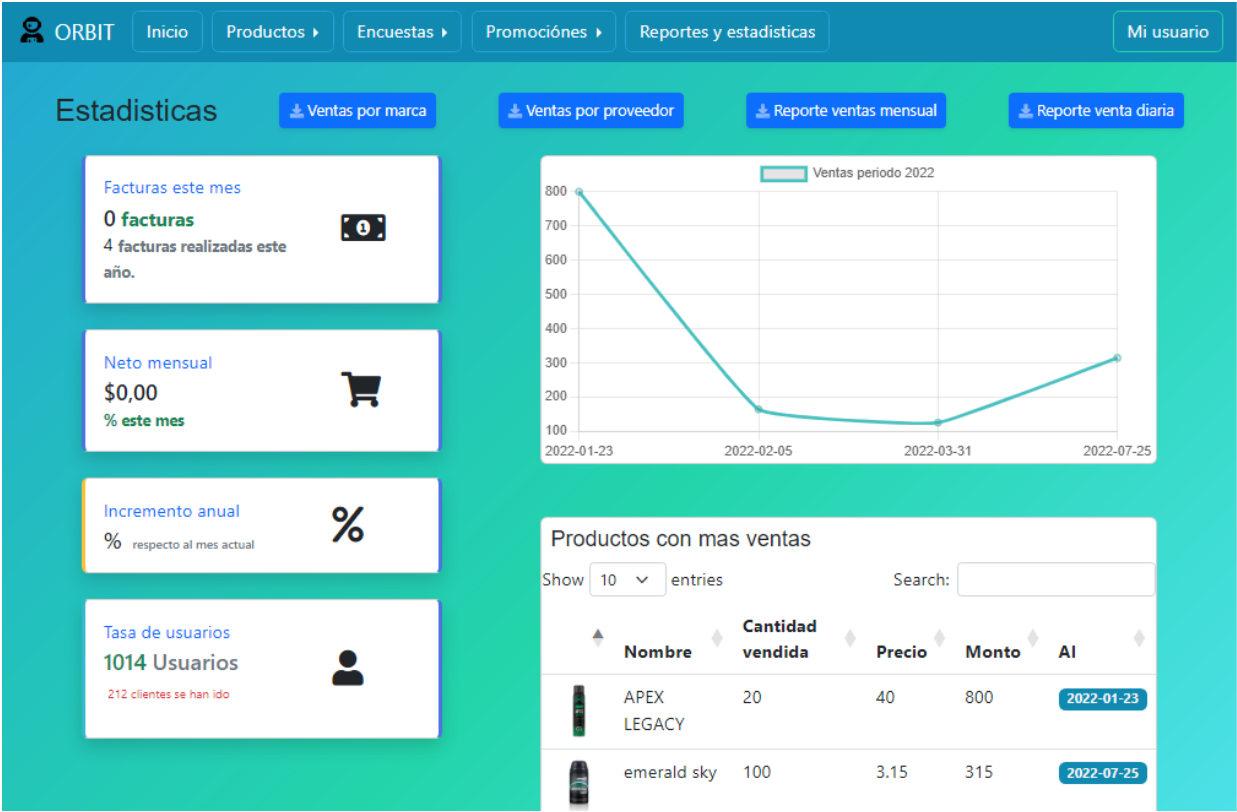 ORBIT
Inicio
Productos
Encuestas
Promociónes
Reportes y estadisticas
Mi usuario
Estadisticas
Ventas por marca
Ventas por proveedor
Reporte ventas mensual
Reporte venta diaria
Facturas este mes
0 facturas
4 facturas realizadas este
año.
Neto mensual
$0,00
% este mes
Incremento anual
% respecto al mes actual
%
Tasa de usuarios
1014 Usuarios
212 clientes se han ido
Ventas periodo 2022
800
700
600
500
400
300
200
100
2022-01-23 2022-02-05 2022-03-31 2022-07-25
Productos con mas ventas
Show 10 entries
Search:
Nombre Cantidad vendida Precio Monto Al
APEX LEGACY 20 40 800 2022-01-23
emerald sky 100 3.15 315 2022-07-25